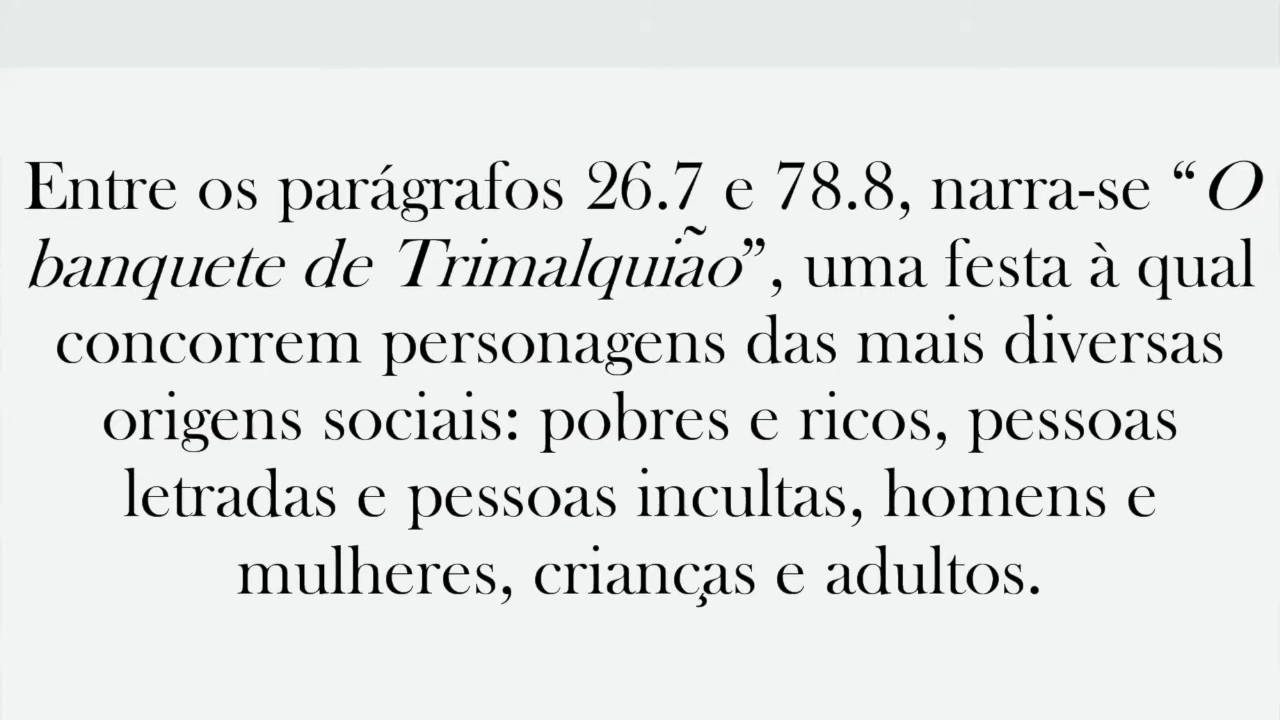 Entre os parágrafos 26.7 e 78.8, narra-se “O
banquete de Trimalquião”, uma festa à qual
concorrem personagens das mais diversas
origens sociais: pobres e ricos, pessoas
letradas e pessoas incultas, homens e
mulheres, crianças e adultos.